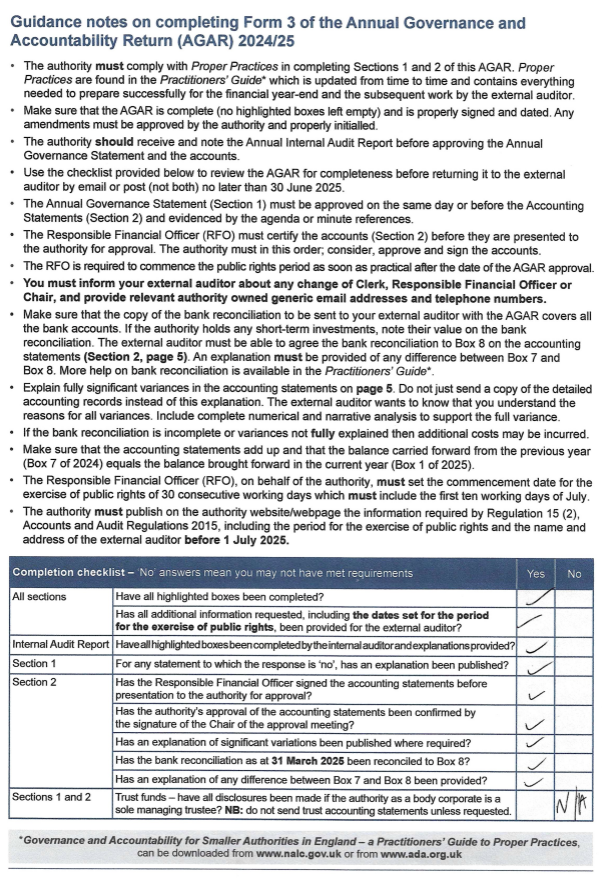 Guidance notes on completing Form 3 of the Annual Governance and
Accountability Return (AGAR) 2024/25
• The authority must comply with Proper Practices in completing Sections 1 and 2 of this AGAR. Proper
Practices are found in the Practitioners' Guide* which is updated from time to time and contains everything
needed to prepare successfully for the financial year-end and the subsequent work by the external auditor.
• Make sure that the AGAR is complete (no highlighted boxes left empty) and is properly signed and dated. Any
amendments must be approved by the authority and properly initialled.
• The authority should receive and note the Annual Internal Audit Report before approving the Annual
Governance Statement and the accounts.
• Use the checklist provided below to review the AGAR for completeness before returning it to the external
auditor by email or post (not both) no later than 30 June 2025.
• The Annual Governance Statement (Section 1) must be approved on the same day or before the Accounting
Statements (Section 2) and evidenced by the agenda or minute references.
• The Responsible Financial Officer (RFO) must certify the accounts (Section 2) before they are presented to
the authority for approval. The authority must in this order; consider, approve and sign the accounts.
• The RFO is required to commence the public rights period as soon as practical after the date of the AGAR approval.
• You must inform your external auditor about any change of Clerk, Responsible Financial Officer or
Chair, and provide relevant authority owned generic email addresses and telephone numbers.
• Make sure that the copy of the bank reconciliation to be sent to your external auditor with the AGAR covers all
the bank accounts. If the authority holds any short-term investments, note their value on the bank
reconciliation. The external auditor must be able to agree the bank reconciliation to Box 8 on the accounting
statements (Section 2, page 5). An explanation must be provided of any difference between Box 7 and
Box 8. More help on bank reconciliation is available in the Practitioners' Guide*.
• Explain fully significant variances in the accounting statements on page 5. Do not just send a copy of the detailed
accounting records instead of this explanation. The external auditor wants to know that you understand the
reasons for all variances. Include complete numerical and narrative analysis to support the full variance.
• If the bank reconciliation is incomplete or variances not fully explained then additional costs may be incurred.
• Make sure that the accounting statements add up and that the balance carried forward from the previous year
(Box 7 of 2024) equals the balance brought forward in the current year (Box 1 of 2025).
• The Responsible Financial Officer (RFO), on behalf of the authority, must set the commencement date for the
exercise of public rights of 30 consecutive working days which must include the first ten working days of July.
• The authority must publish on the authority website/webpage the information required by Regulation 15 (2),
Accounts and Audit Regulations 2015, including the period for the exercise of public rights and the name and
address of the external auditor before 1 July 2025.
Completion checklist – 'No' answers mean you may not have met requirements Yes No
All sections Have all highlighted boxes been completed? ✓
Has all additional information requested, including the dates set for the period
for the exercise of public rights, been provided for the external auditor? ✓
Internal Audit Report Have all highlighted boxes been completed by the internal auditor and explanations provided? ✓
Section 1 For any statement to which the response is 'no', has an explanation been published? ✓
Section 2 Has the Responsible Financial Officer signed the accounting statements before
presentation to the authority for approval? ✓
Has the authority's approval of the accounting statements been confirmed by
the signature of the Chair of the approval meeting? ✓
Has an explanation of significant variations been published where required? ✓
Has the bank reconciliation as at 31 March 2025 been reconciled to Box 8? ✓
Has an explanation of any difference between Box 7 and Box 8 been provided? ✓
Sections 1 and 2 Trust funds – have all disclosures been made if the authority as a body corporate is a
sole managing trustee? NB: do not send trust accounting statements unless requested. N/A
*Governance and Accountability for Smaller Authorities in England – a Practitioners' Guide to Proper Practices,
can be downloaded from www.nalc.gov.uk or from www.ada.org.uk